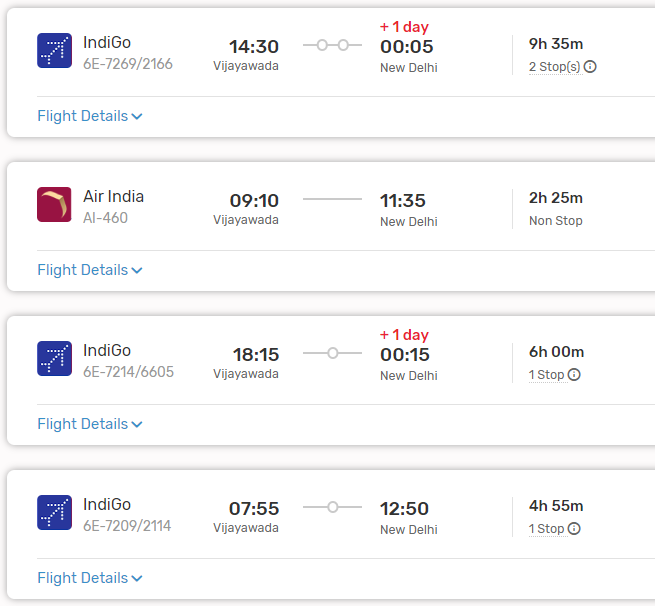 IndiGo
6E-7269/2166
14:30
Vijayawada
+ 1 day
00:05
New Delhi
9h 35m
2 Stop(s)
Flight Details
Air India
AI-460
09:10
Vijayawada
11:35
New Delhi
2h 25m
Non Stop
Flight Details
IndiGo
6E-7214/6605
18:15
Vijayawada
+ 1 day
00:15
New Delhi
6h 00m
1 Stop
Flight Details
IndiGo
6E-7209/2114
07:55
Vijayawada
12:50
New Delhi
4h 55m
1 Stop
Flight Details